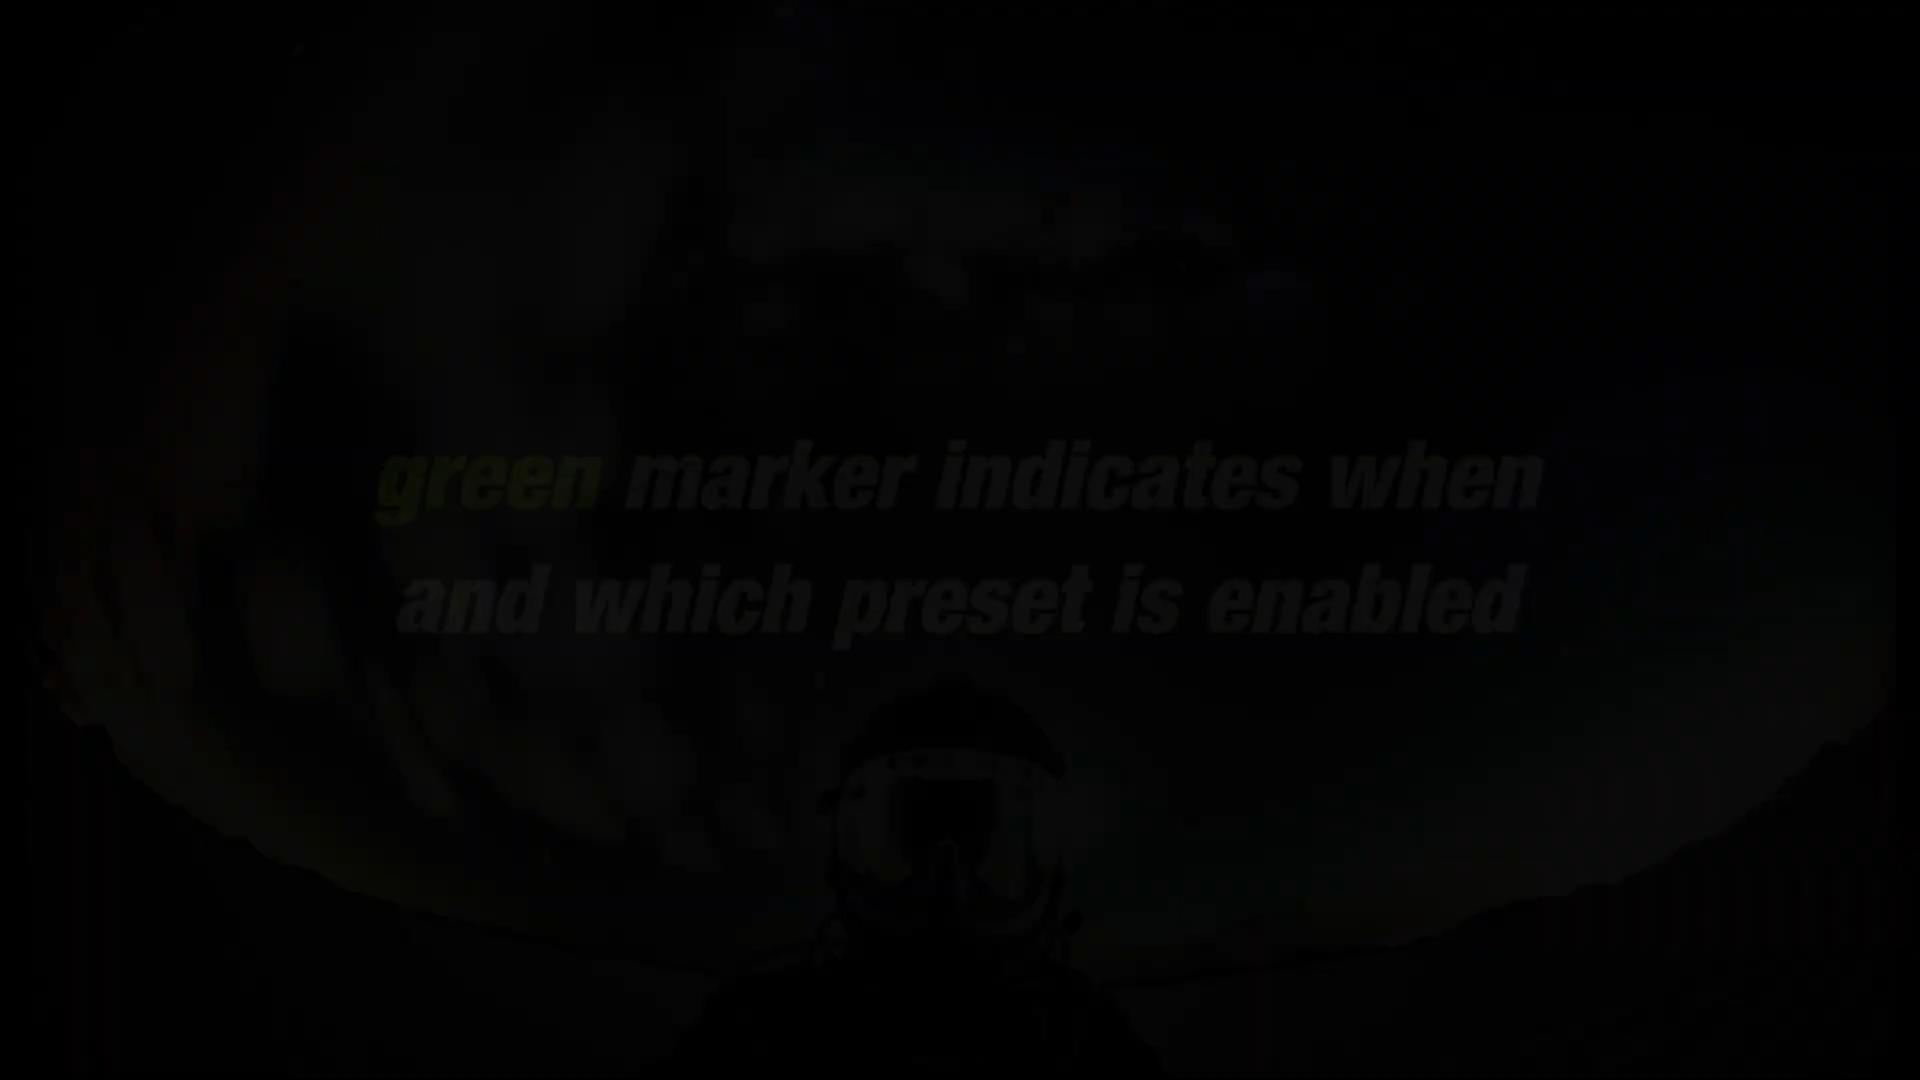 green marker indicates when
and which preset is enabled